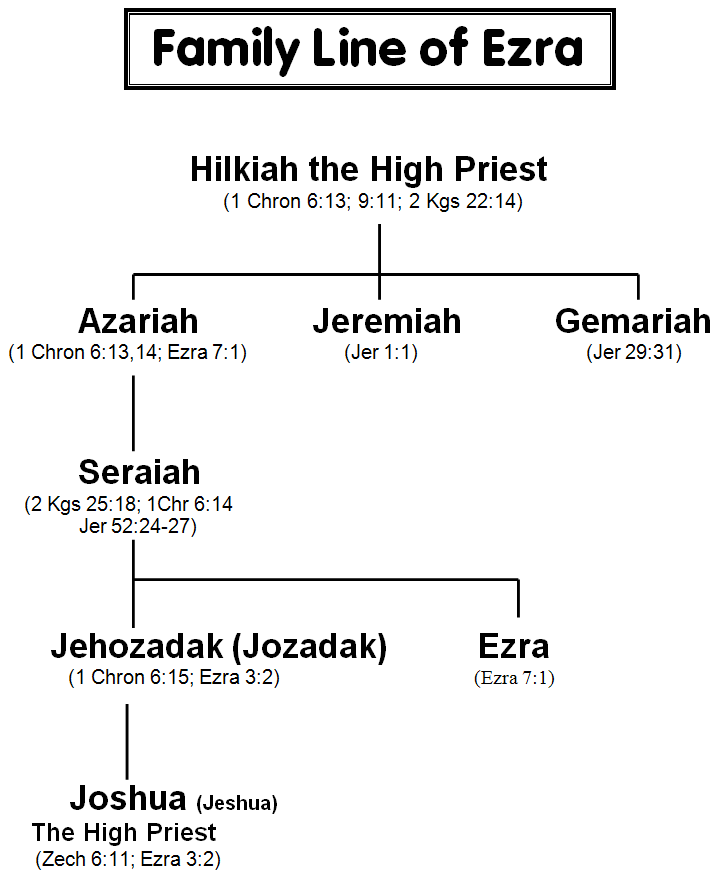 Family Line of Ezra
Hilkiah the High Priest
(1 Chron 6:13; 9:11; 2 Kgs 22:14)
Azariah
(1 Chron 6:13,14; Ezra 7:1)
Jeremiah
(Jer 1:1)
Gemariah
(Jer 29:31)
Seraiah
(2 Kgs 25:18; 1Chr 6:14
Jer 52:24-27)
Jehozadak (Jozadak)
(1 Chron 6:15; Ezra 3:2)
Ezra
(Ezra 7:1)
Joshua (Jeshua)
The High Priest
(Zech 6:11; Ezra 3:2)